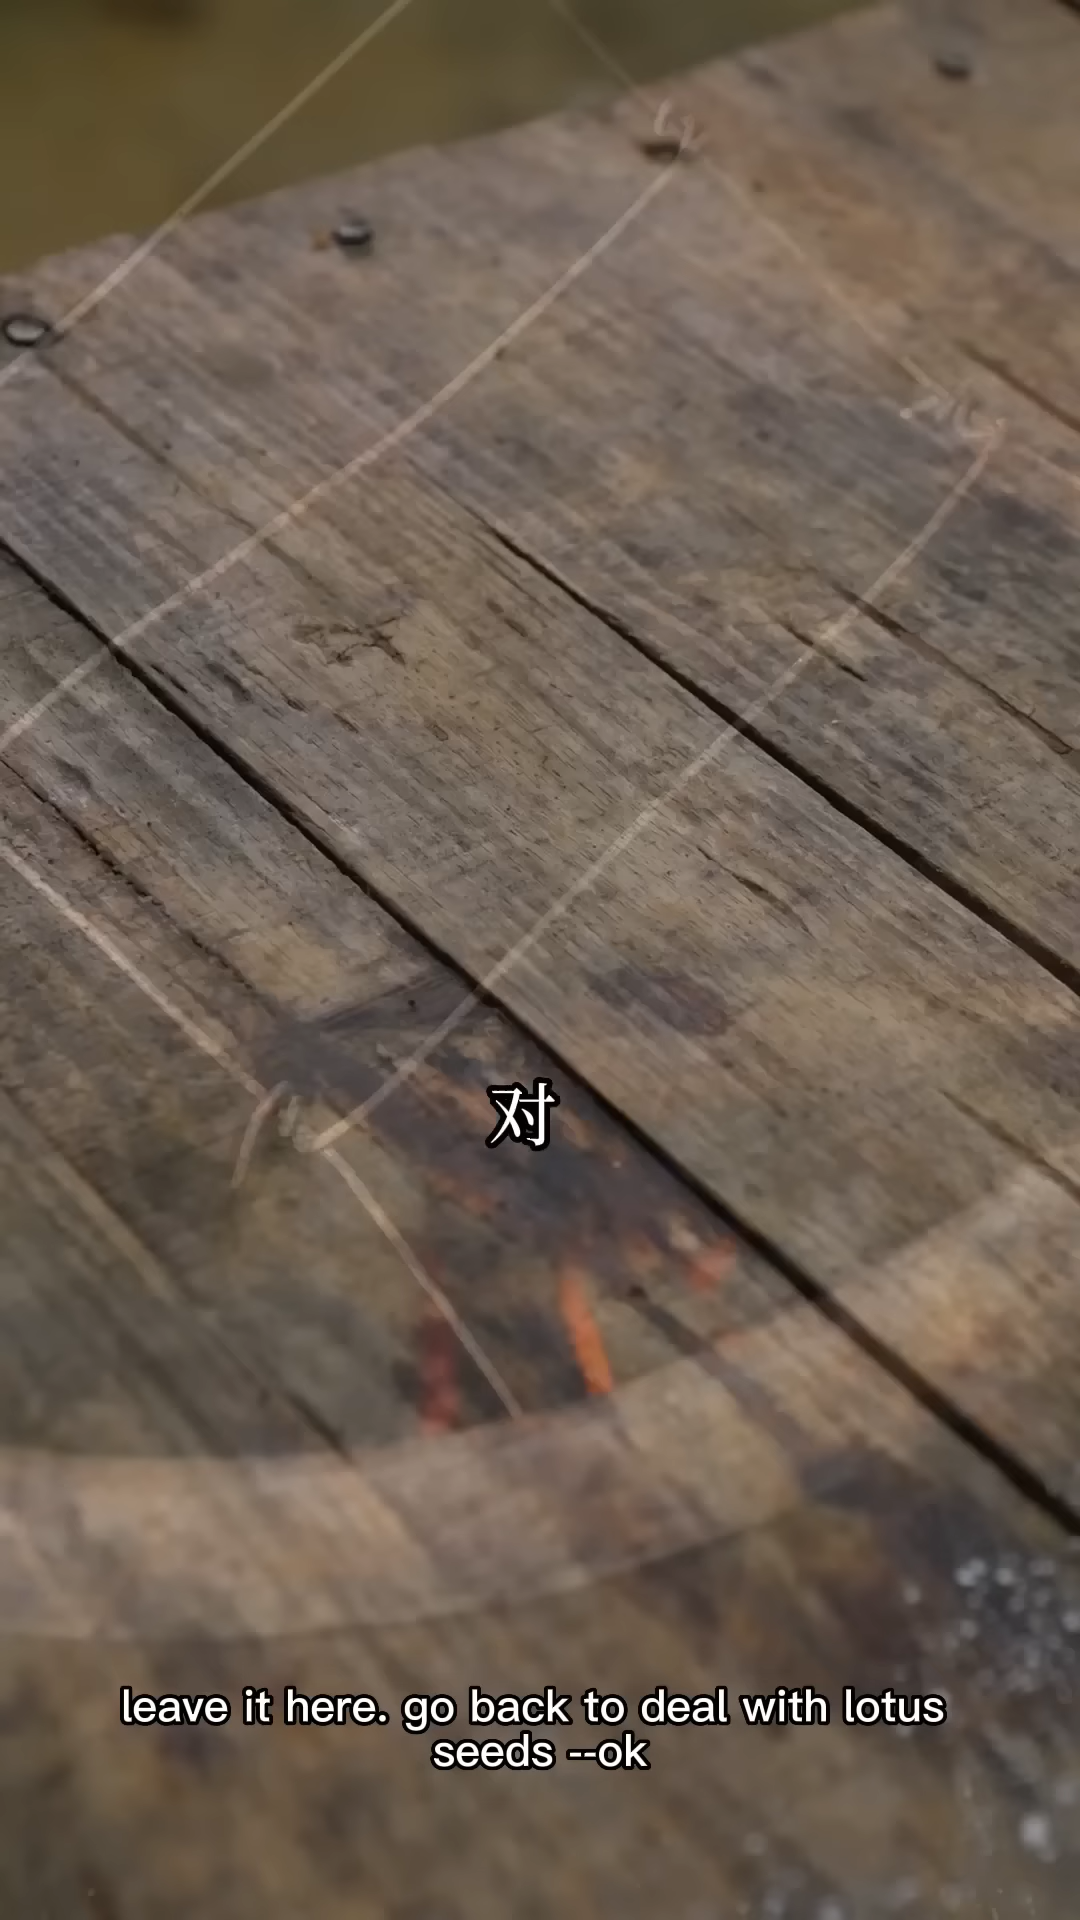 对
leave it here. go back to deal with lotus
seeds --ok